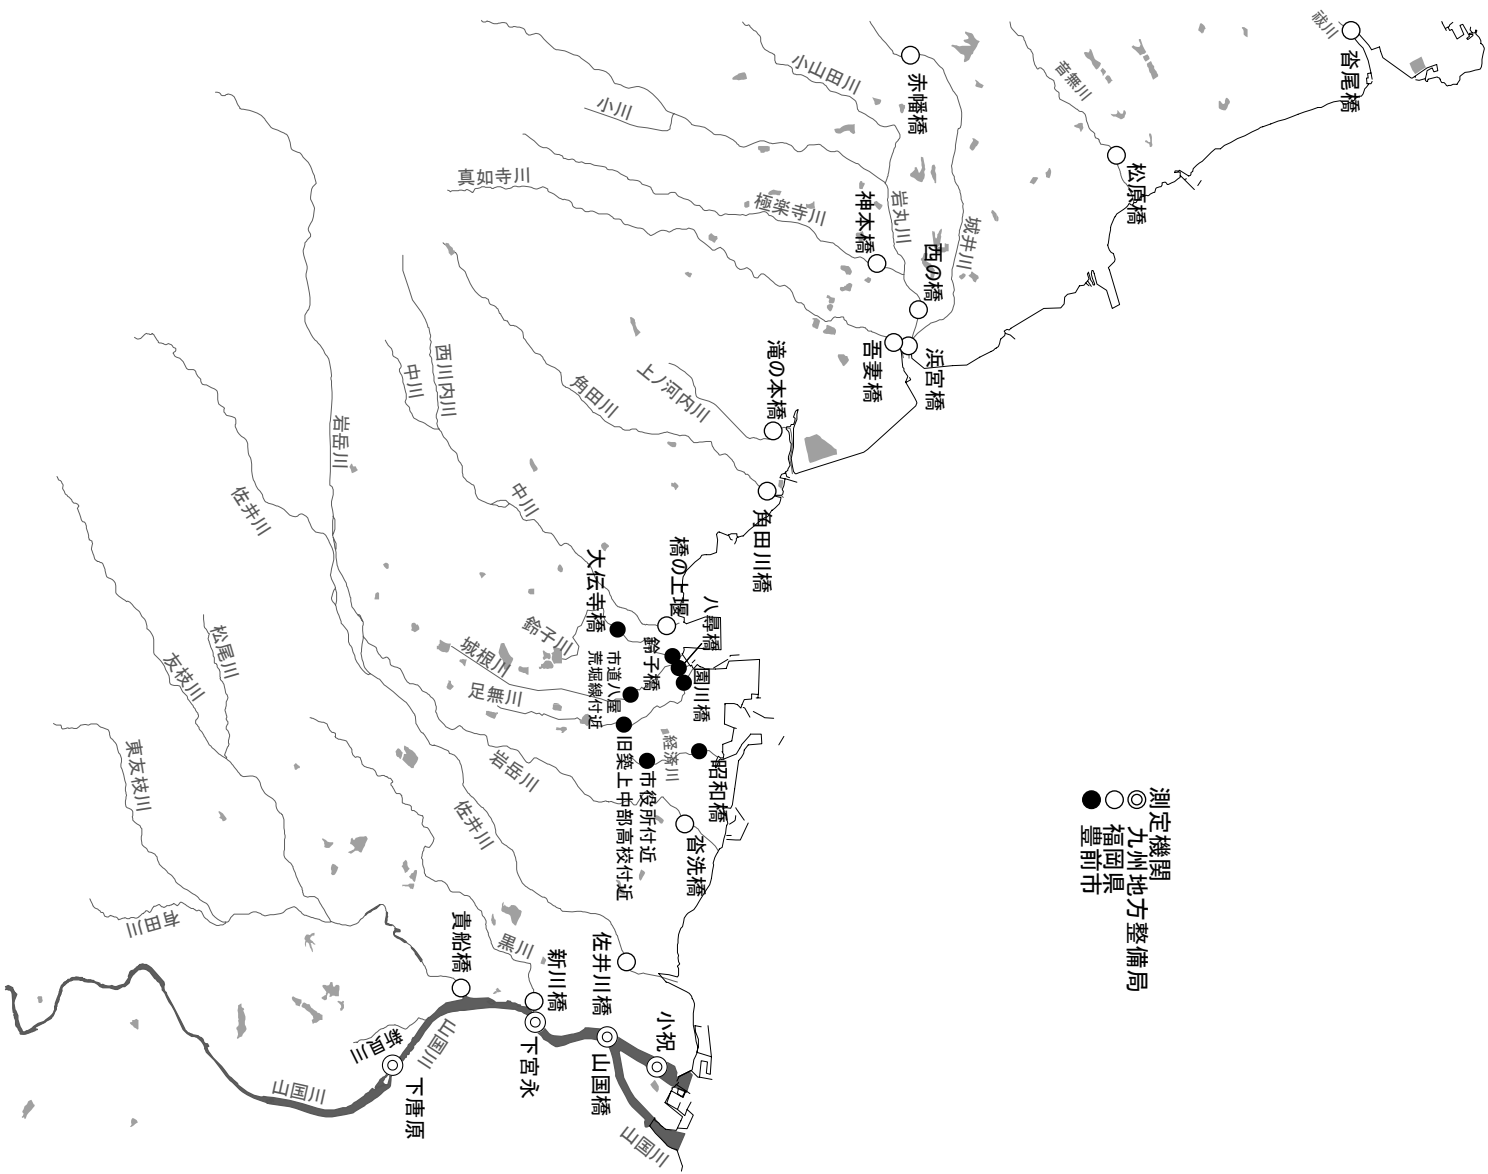 祓川
沓尾橋
音無川
松原橋
赤幡橋
小山田川
小川
真如寺川
極楽寺川
神本橋
岩丸川
城井川
西の橋
浜宮橋
吾妻橋
滝の本橋
上ノ河内川
角田川
角田川橋
西川内川
中川
中川
岩岳川
佐井川
橋の上堰
八尋橋
大伝寺橋
鈴子橋
鈴子川
園川橋
城根川
市道八屋
荒堀線付近
足無川
旧築上中部高校付近
経済川
市役所付近
昭和橋
岩岳川
沓洗橋
佐井川
佐井川橋
松尾川
友枝川
東友枝川
有田川
貴船橋
黒川
新川橋
下宮永
小祝
山国橋
山国川
新貝川
山国川
下唐原
山国川
測定機関
九州地方整備局
福岡県
豊前市